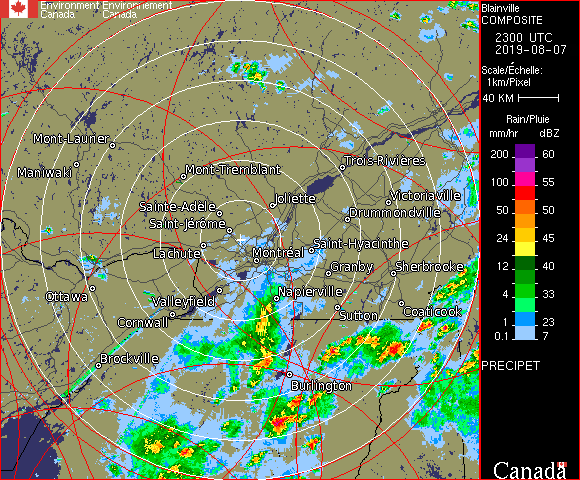 Environment Environnement
Canada Canada
Blainville
COMPOSITE
2300 UTC
2019-08-07
Scale/Échelle:
1km/Pixel
40 KM
Rain/Pluie
mm/hr dBZ
200 60
100 55
50 50
24 45
12 40
4 33
1 23
0.1 7
PRECIPET
Canada
Mont-Laurier
Maniwaki
Mont-Tremblant
Trois-Rivières
Victoriaville
Joliette
Sainte-Adèle
Drummondville
Saint-Jérôme
Saint-Hyacinthe
Lachute
Montréal
Granby
Sherbrooke
Ottawa
Valleyfield
Napierville
Sutton
Coaticook
Cornwall
Brockville
Burlington